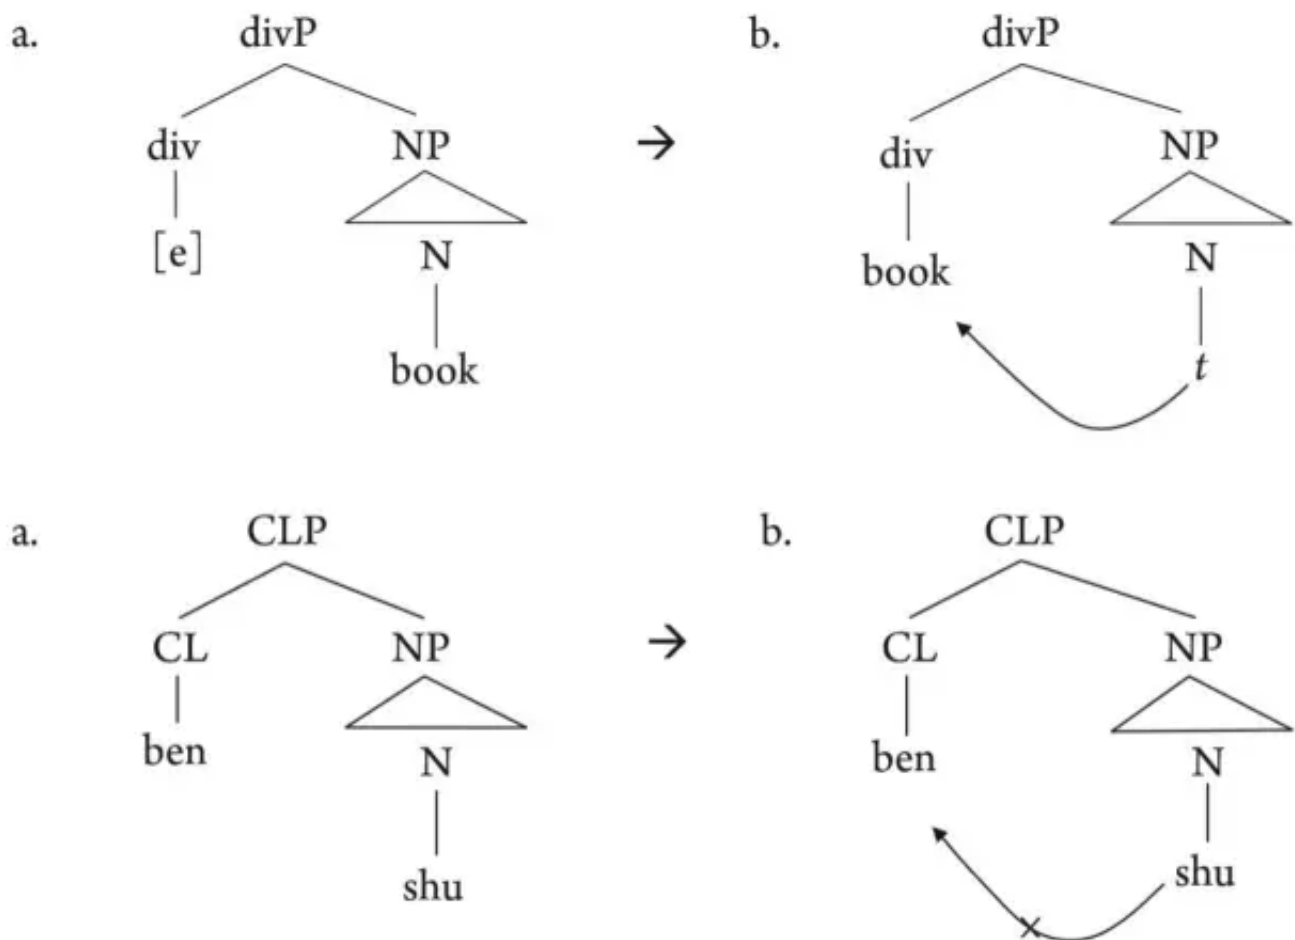 a. divP b. divP
div NP → div NP
[e] N book N
book t
a. CLP b. CLP
CL NP → CL NP
ben N ben N
shu shu